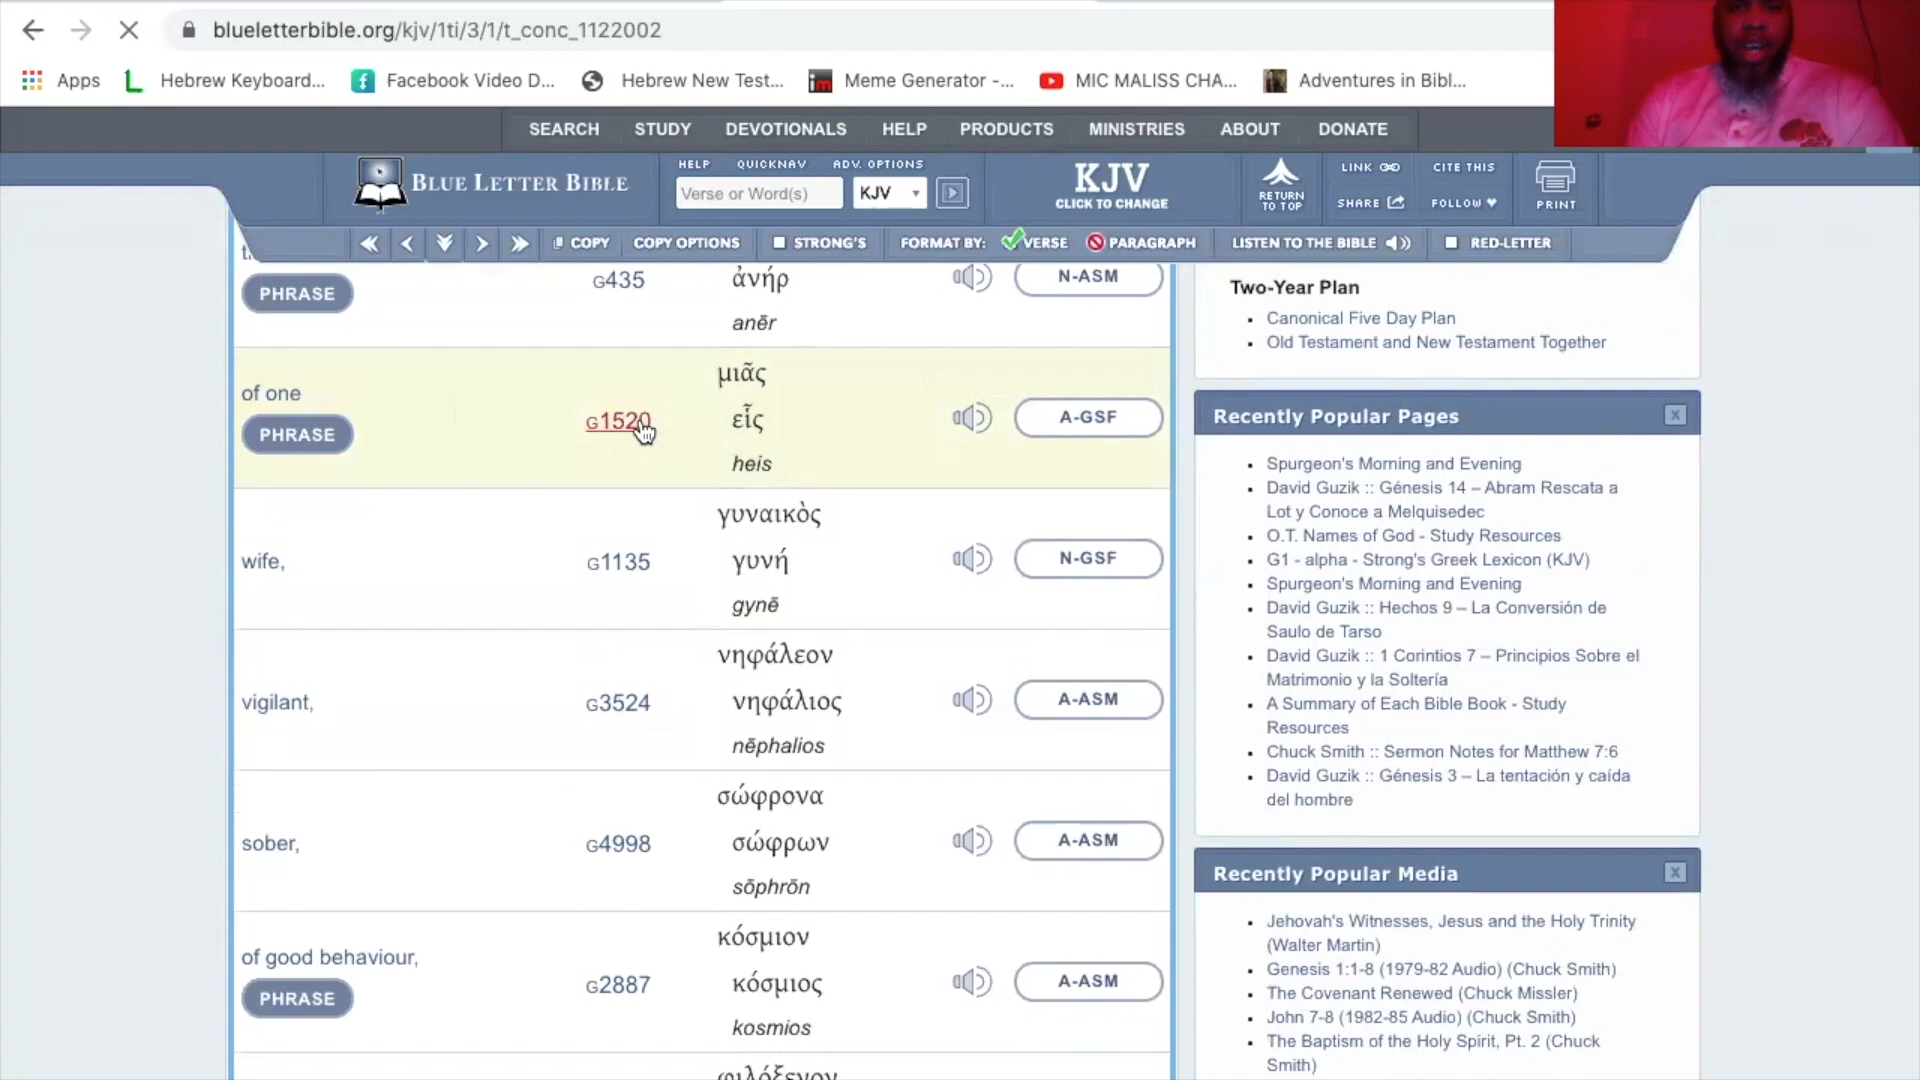 blueletterbible.org/kjv/1ti/3/1/t_conc_1122002
Apps
Hebrew Keyboard...
Facebook Video D...
Hebrew New Test...
Meme Generator -...
MIC MALISS CHA...
Adventures in Bibl...
SEARCH STUDY DEVOTIONALS HELP PRODUCTS MINISTRIES ABOUT DONATE
BLUE LETTER BIBLE
HELP QUICKNAV ADV. OPTIONS
Verse or Word(s)
KJV
KJV
CLICK TO CHANGE
RETURN
TO TOP
LINK
SHARE
CITE THIS
FOLLOW
PRINT
COPY COPY OPTIONS STRONG'S FORMAT BY: VERSE PARAGRAPH LISTEN TO THE BIBLE RED-LETTER
PHRASE
G435
ἀνήρ
anēr
N-ASM
of one
PHRASE
G1520
μιᾶς
εἷς
heis
A-GSF
wife,
G1135
γυναικὸς
γυνή
gynē
N-GSF
vigilant,
G3524
νηφάλεον
νηφάλιος
nēphalios
A-ASM
sober,
G4998
σώφρονα
σώφρων
sōphrōn
A-ASM
of good behaviour,
PHRASE
G2887
κόσμιον
κόσμιος
kosmios
A-ASM
φιλόξενον
Two-Year Plan
Canonical Five Day Plan
Old Testament and New Testament Together
Recently Popular Pages
Spurgeon's Morning and Evening
David Guzik :: Génesis 14 – Abram Rescata a
Lot y Conoce a Melquisedec
O.T. Names of God - Study Resources
G1 - alpha - Strong's Greek Lexicon (KJV)
Spurgeon's Morning and Evening
David Guzik :: Hechos 9 – La Conversión de
Saulo de Tarso
David Guzik :: 1 Corintios 7 – Principios Sobre el
Matrimonio y la Soltería
A Summary of Each Bible Book - Study
Resources
Chuck Smith :: Sermon Notes for Matthew 7:6
David Guzik :: Génesis 3 – La tentación y caída
del hombre
Recently Popular Media
Jehovah's Witnesses, Jesus and the Holy Trinity
(Walter Martin)
Genesis 1:1-8 (1979-82 Audio) (Chuck Smith)
The Covenant Renewed (Chuck Missler)
John 7-8 (1982-85 Audio) (Chuck Smith)
The Baptism of the Holy Spirit, Pt. 2 (Chuck
Smith)